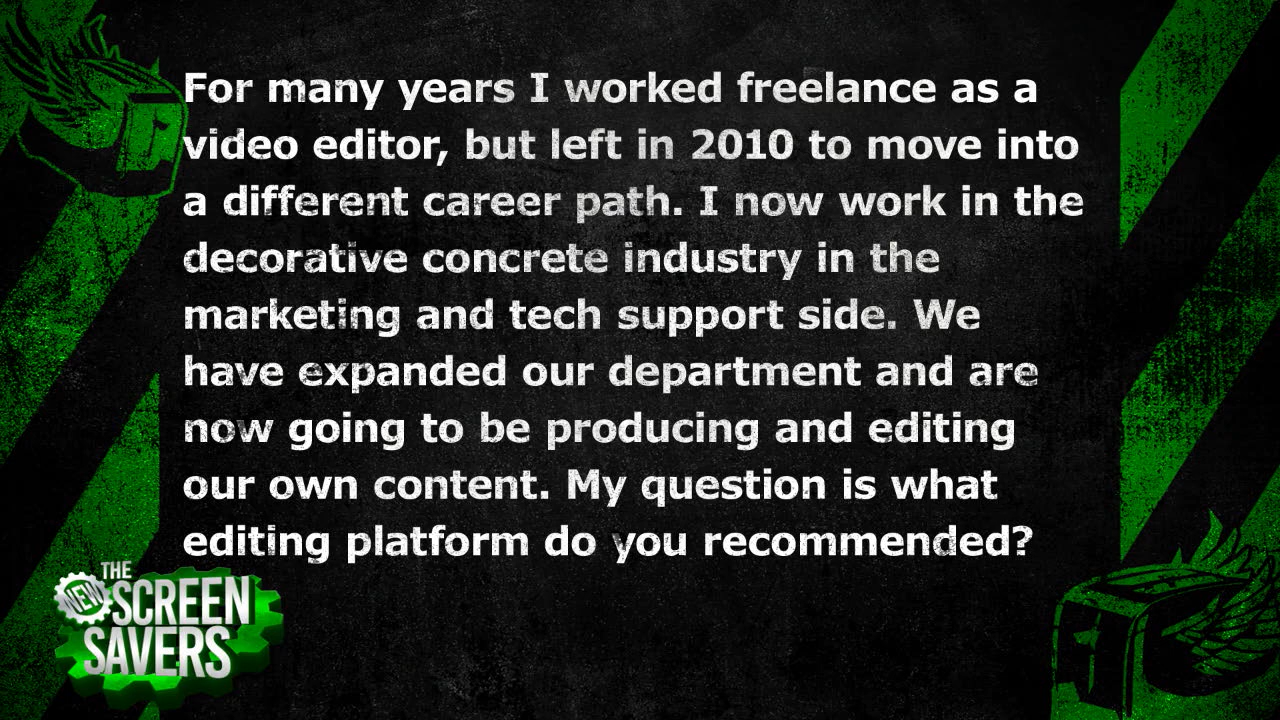 For many years I worked freelance as a
video editor, but left in 2010 to move into
a different career path. I now work in the
decorative concrete industry in the
marketing and tech support side. We
have expanded our department and are
now going to be producing and editing
our own content. My question is what
editing platform do you recommended?
THE
NEW SCREEN
SAVERS